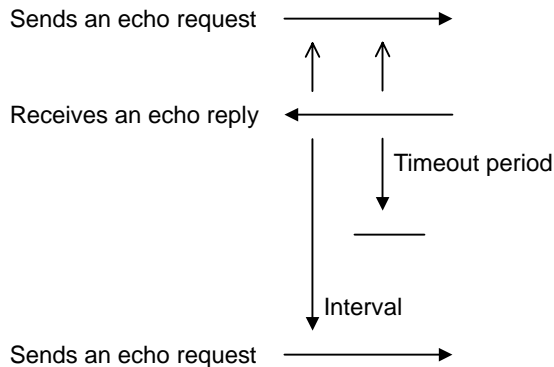 Sends an echo request
Receives an echo reply
Timeout period
Interval
Sends an echo request